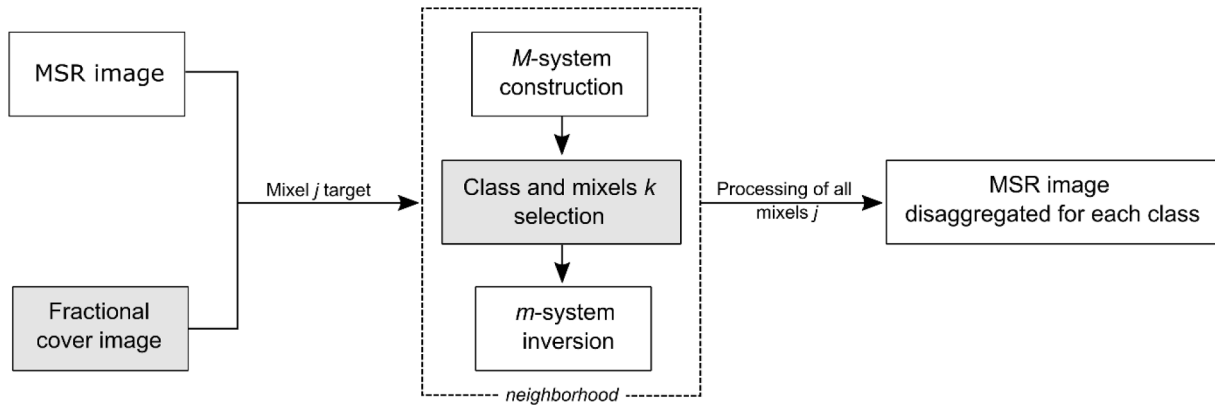 MSR image
Fractional
cover image
Mixel j target
M-system
construction
Class and mixels k
selection
m-system
inversion
neighborhood
Processing of all
mixels j
MSR image
disaggregated for each class